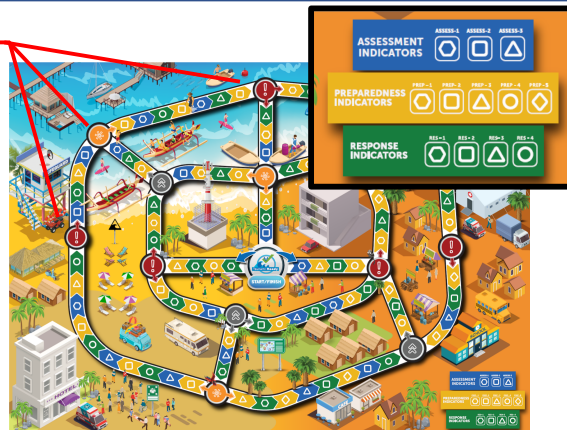 ASSESS-1 ASSESS-2 ASSESS-3
ASSESSMENT
INDICATORS
PREP - 1 PREP - 2 PREP - 3 PREP - 4 PREP - 5
PREPAREDNESS
INDICATORS
RES - 1 RES - 2 RES - 3 RES - 4
RESPONSE
INDICATORS
START/FINISH
HOTEL
ASSESSMENT
INDICATORS
PREPAREDNESS
INDICATORS
RESPONSE
INDICATORS